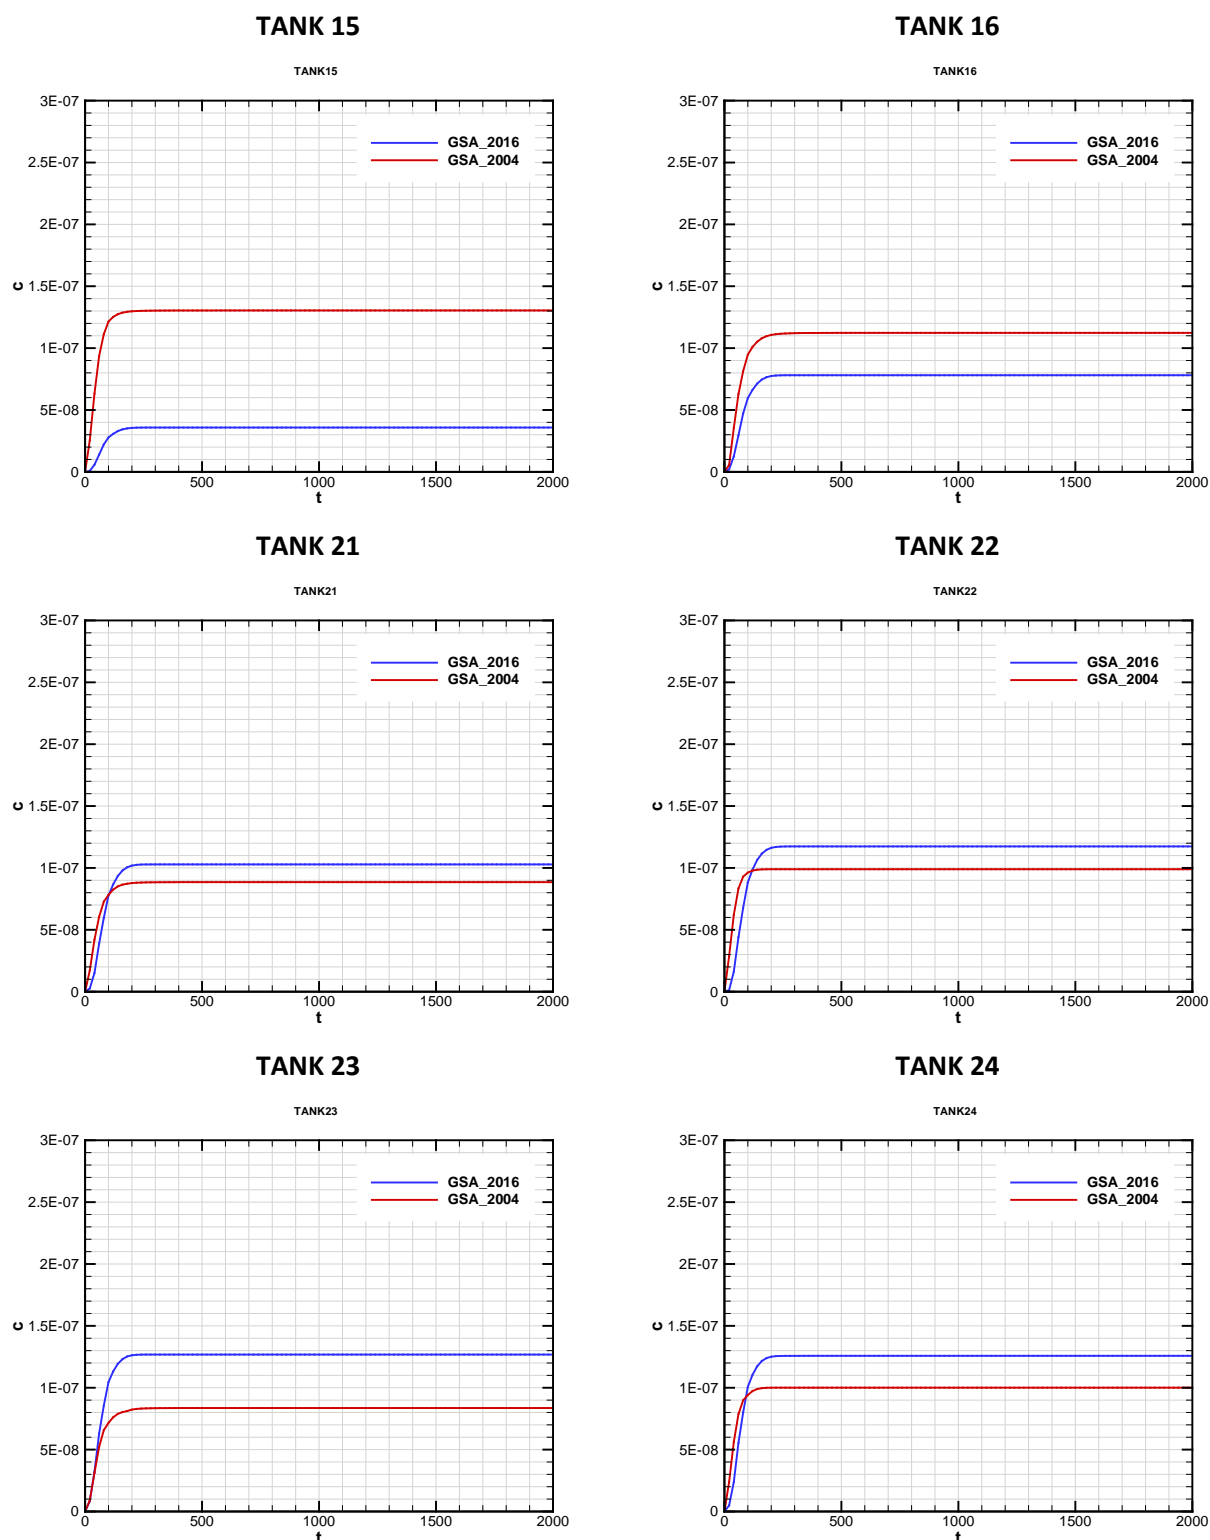 TANK 15
TANK15
3E-07
GSA_2016
GSA_2004
2.5E-07
2E-07
c
1.5E-07
1E-07
5E-08
0
0 500 1000 1500 2000
t
TANK 16
TANK16
3E-07
GSA_2016
GSA_2004
2.5E-07
2E-07
c
1.5E-07
1E-07
5E-08
0
0 500 1000 1500 2000
t
TANK 21
TANK21
3E-07
GSA_2016
GSA_2004
2.5E-07
2E-07
c
1.5E-07
1E-07
5E-08
0
0 500 1000 1500 2000
t
TANK 22
TANK22
3E-07
GSA_2016
GSA_2004
2.5E-07
2E-07
c
1.5E-07
1E-07
5E-08
0
0 500 1000 1500 2000
t
TANK 23
TANK23
3E-07
GSA_2016
GSA_2004
2.5E-07
2E-07
c
1.5E-07
1E-07
5E-08
0
0 500 1000 1500 2000
t
TANK 24
TANK24
3E-07
GSA_2016
GSA_2004
2.5E-07
2E-07
c
1.5E-07
1E-07
5E-08
0
0 500 1000 1500 2000
t